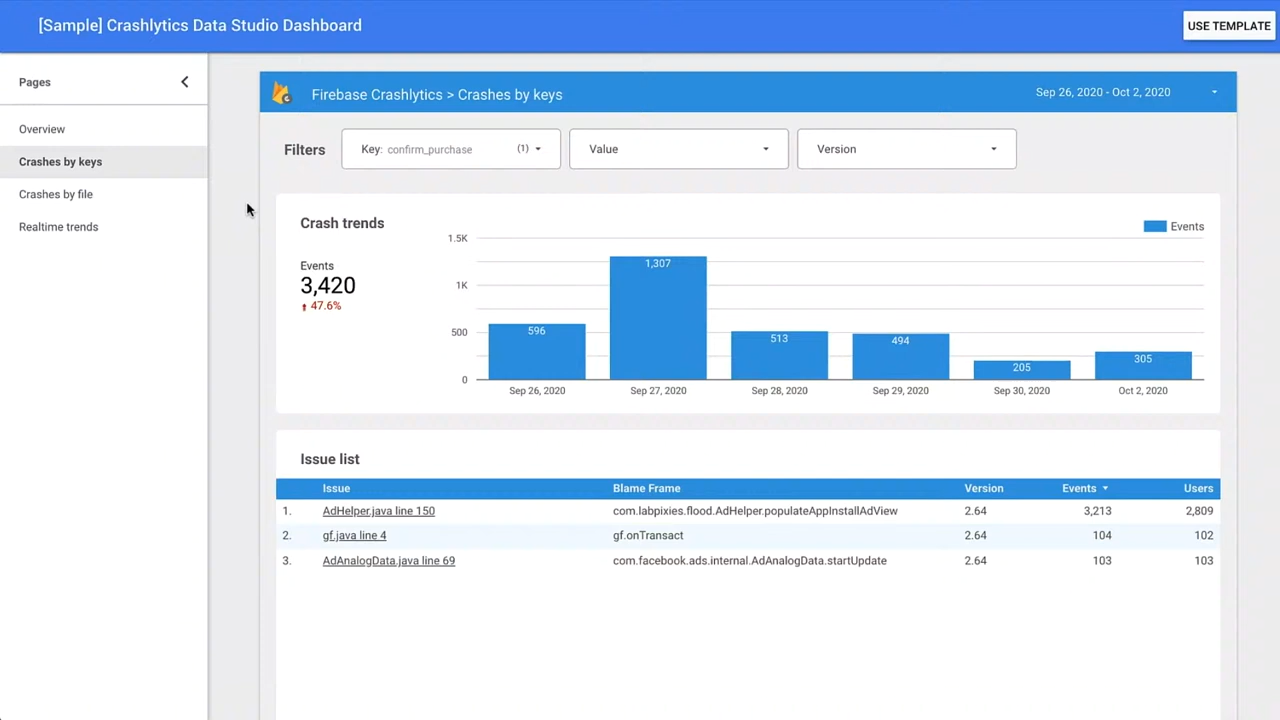 [Sample] Crashlytics Data Studio Dashboard
USE TEMPLATE
Pages
Overview
Crashes by keys
Crashes by file
Realtime trends
Firebase Crashlytics > Crashes by keys
Sep 26, 2020 - Oct 2, 2020
Filters
Key: confirm_purchase (1)
Value
Version
Crash trends
Events
3,420
47.6%
Events
1.5K
1K
500
0
596
1,307
513
494
205
305
Sep 26, 2020
Sep 27, 2020
Sep 28, 2020
Sep 29, 2020
Sep 30, 2020
Oct 2, 2020
Issue list
Issue Blame Frame Version Events Users
1. AdHelper.java line 150 com.labpixies.flood.AdHelper.populateAppInstallAdView 2.64 3,213 2,809
2. gf.java line 4 gf.onTransact 2.64 104 102
3. AdAnalogData.java line 69 com.facebook.ads.internal.AdAnalogData.startUpdate 2.64 103 103